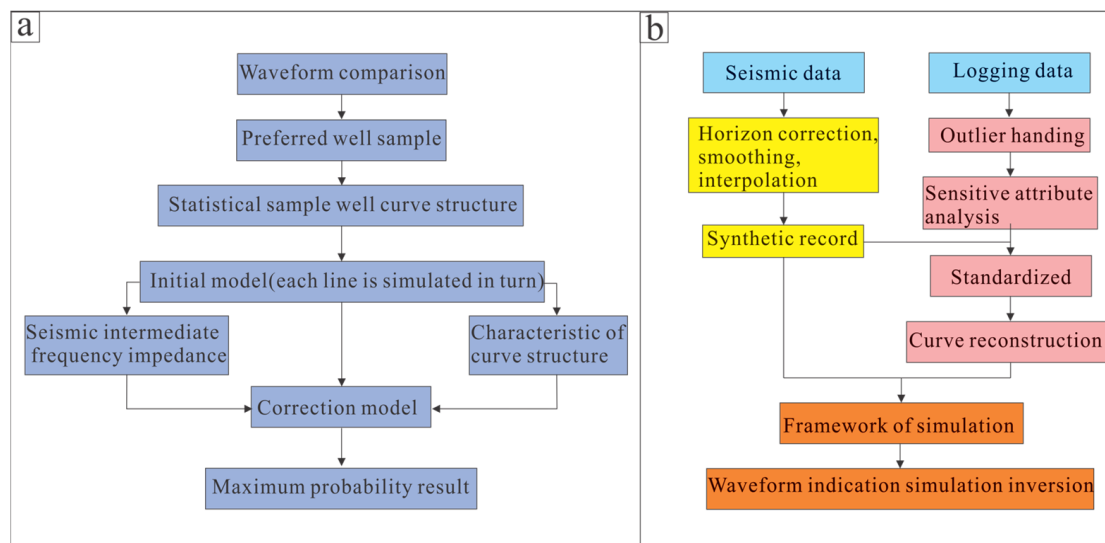 a
Waveform comparison
Preferred well sample
Statistical sample well curve structure
Initial model(each line is simulated in turn)
Seismic intermediate
frequency impedance
Characteristic of
curve structure
Correction model
Maximum probability result
b
Seismic data
Logging data
Horizon correction,
smoothing,
interpolation
Outlier handing
Sensitive attribute
analysis
Synthetic record
Standardized
Curve reconstruction
Framework of simulation
Waveform indication simulation inversion